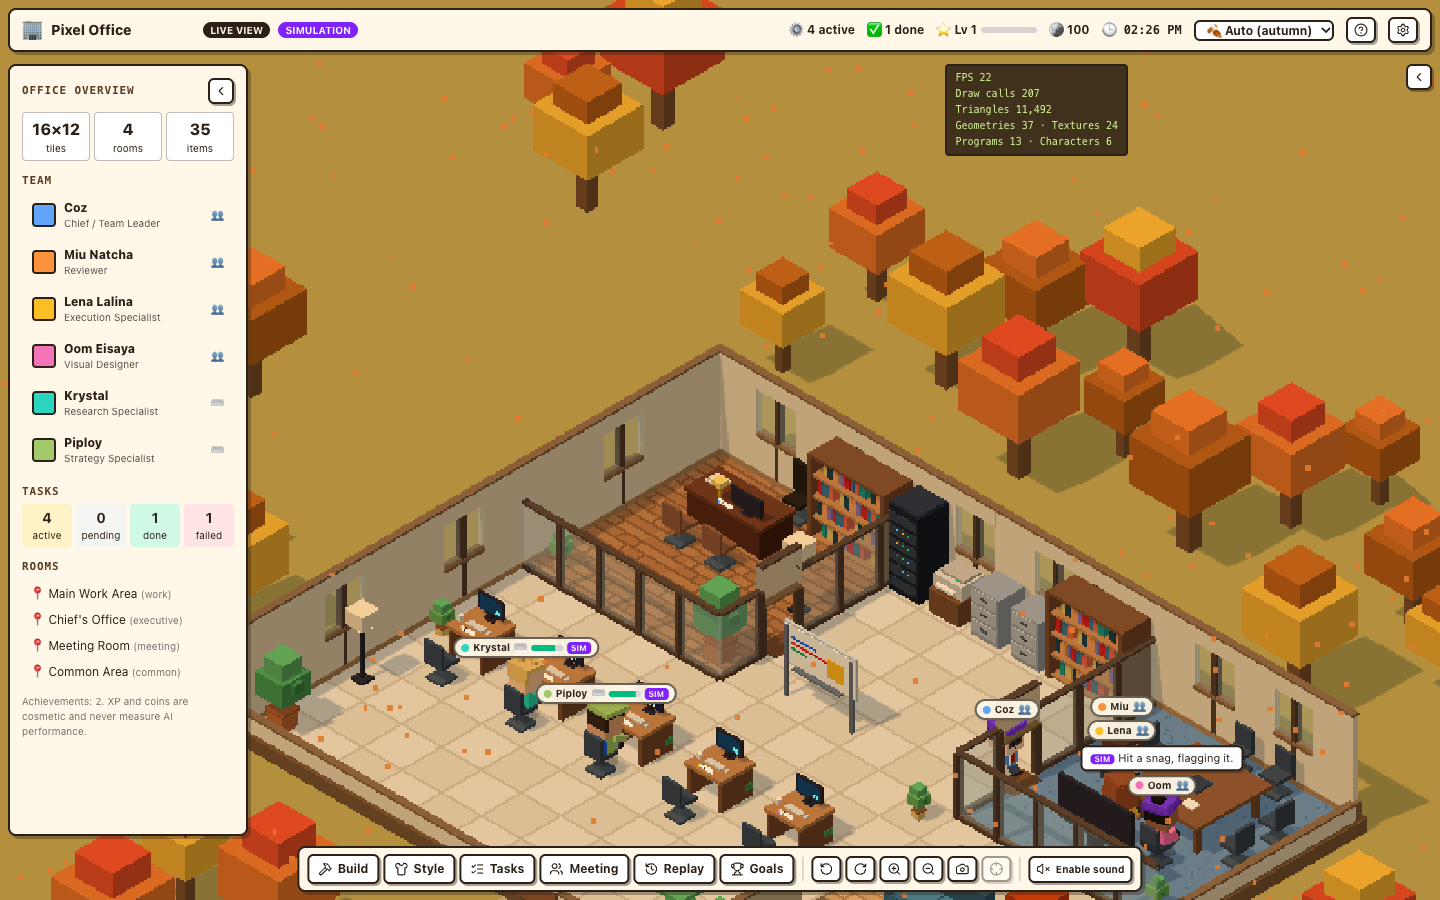 Pixel Office
LIVE VIEW
SIMULATION
4 active
1 done
Lv 1
100
02:26 PM
Auto (autumn)
OFFICE OVERVIEW
16×12
tiles
4
rooms
35
items
TEAM
Coz
Chief / Team Leader
Miu Natcha
Reviewer
Lena Lalina
Execution Specialist
Oom Eisaya
Visual Designer
Krystal
Research Specialist
Piploy
Strategy Specialist
TASKS
4
active
0
pending
1
done
1
failed
ROOMS
Main Work Area (work)
Chief's Office (executive)
Meeting Room (meeting)
Common Area (common)
Achievements: 2. XP and coins are
cosmetic and never measure AI
performance.
FPS 22
Draw calls 207
Triangles 11,492
Geometries 37 · Textures 24
Programs 13 · Characters 6
Krystal SIM
Piploy SIM
Coz
Miu
Lena
SIM Hit a snag, flagging it.
Oom
Build
Style
Tasks
Meeting
Replay
Goals
Enable sound